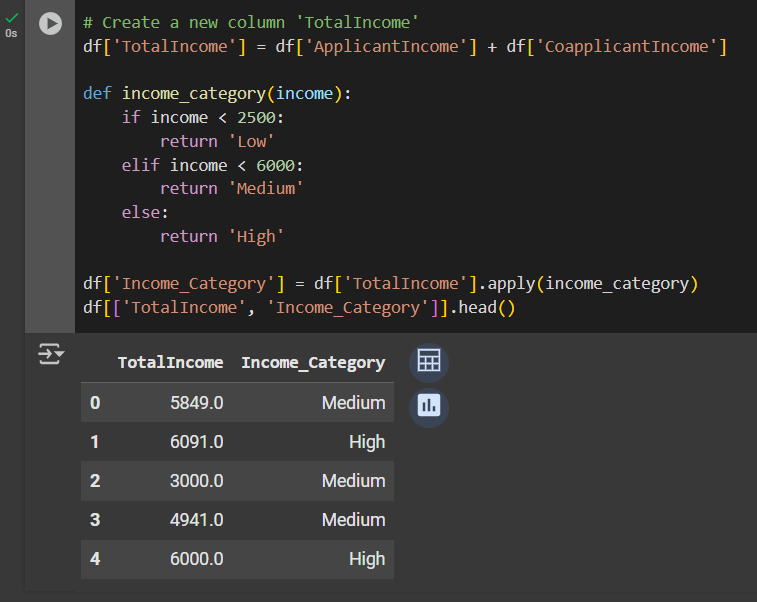 0s
# Create a new column 'TotalIncome'
df['TotalIncome'] = df['ApplicantIncome'] + df['CoapplicantIncome']
def income_category(income):
    if income < 2500:
        return 'Low'
    elif income < 6000:
        return 'Medium'
    else:
        return 'High'
df['Income_Category'] = df['TotalIncome'].apply(income_category)
df[['TotalIncome', 'Income_Category']].head()
TotalIncome Income_Category
0 5849.0 Medium
1 6091.0 High
2 3000.0 Medium
3 4941.0 Medium
4 6000.0 High